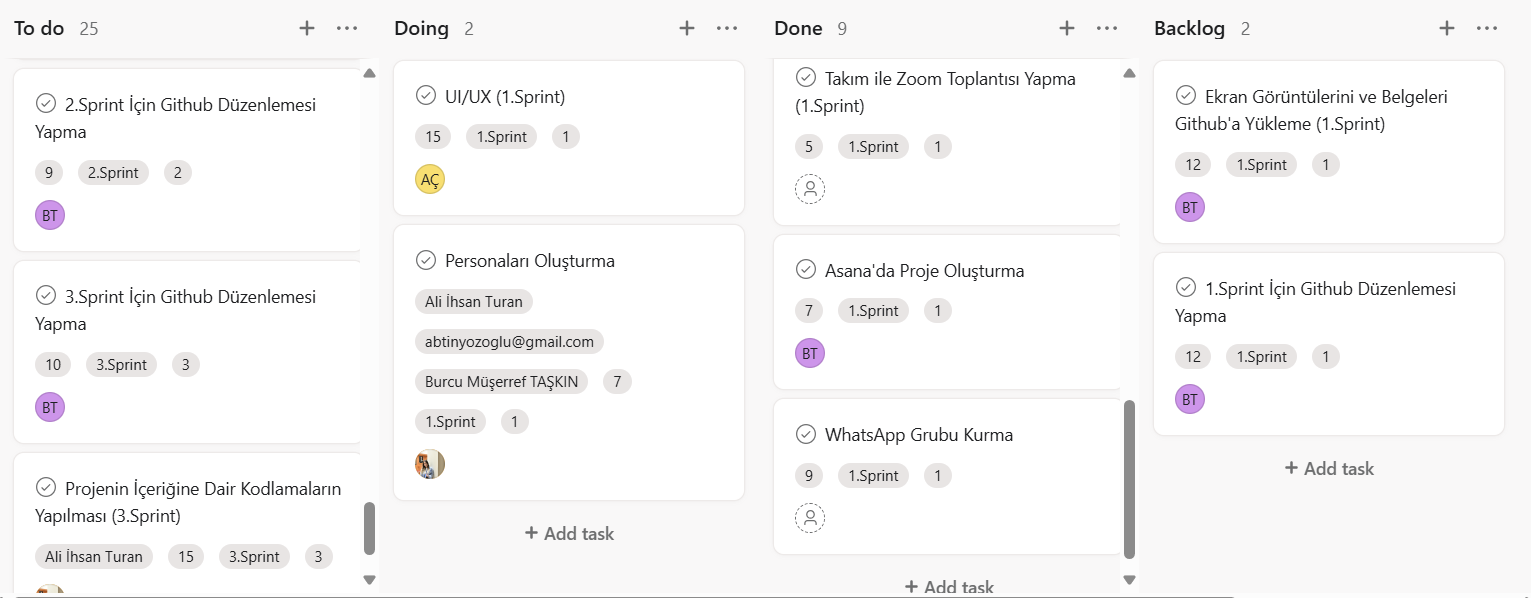 To do 25
2.Sprint İçin Github Düzenlemesi
Yapma
9 2.Sprint 2
BT
3.Sprint İçin Github Düzenlemesi
Yapma
10 3.Sprint 3
BT
Projenin İçeriğine Dair Kodlamaların
Yapılması (3.Sprint)
Ali İhsan Turan 15 3.Sprint 3
Doing 2
UI/UX (1.Sprint)
15 1.Sprint 1
AÇ
Personaları Oluşturma
Ali İhsan Turan
abtinyozoglu@gmail.com
Burcu Müşerref TAŞKIN 7
1.Sprint 1
+ Add task
Done 9
Takım ile Zoom Toplantısı Yapma
(1.Sprint)
5 1.Sprint 1
Asana'da Proje Oluşturma
7 1.Sprint 1
BT
WhatsApp Grubu Kurma
9 1.Sprint 1
+ Add task
Backlog 2
Ekran Görüntülerini ve Belgeleri
Github'a Yükleme (1.Sprint)
12 1.Sprint 1
BT
1.Sprint İçin Github Düzenlemesi
Yapma
12 1.Sprint 1
BT
+ Add task